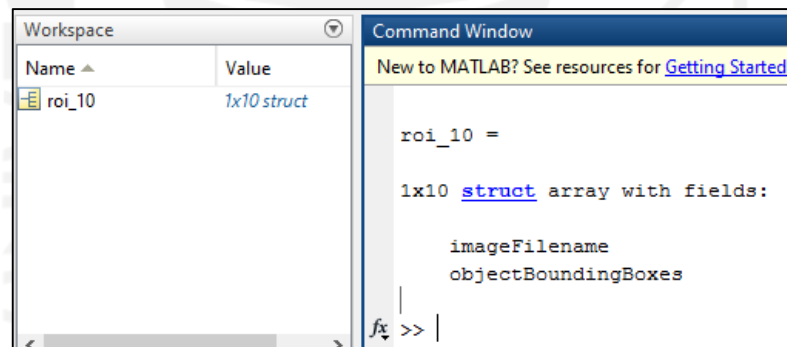 Workspace
Name Value
roi_10 1x10 struct
Command Window
New to MATLAB? See resources for Getting Started
roi_10 =
1x10 struct array with fields:
imageFilename
objectBoundingBoxes
fx >>